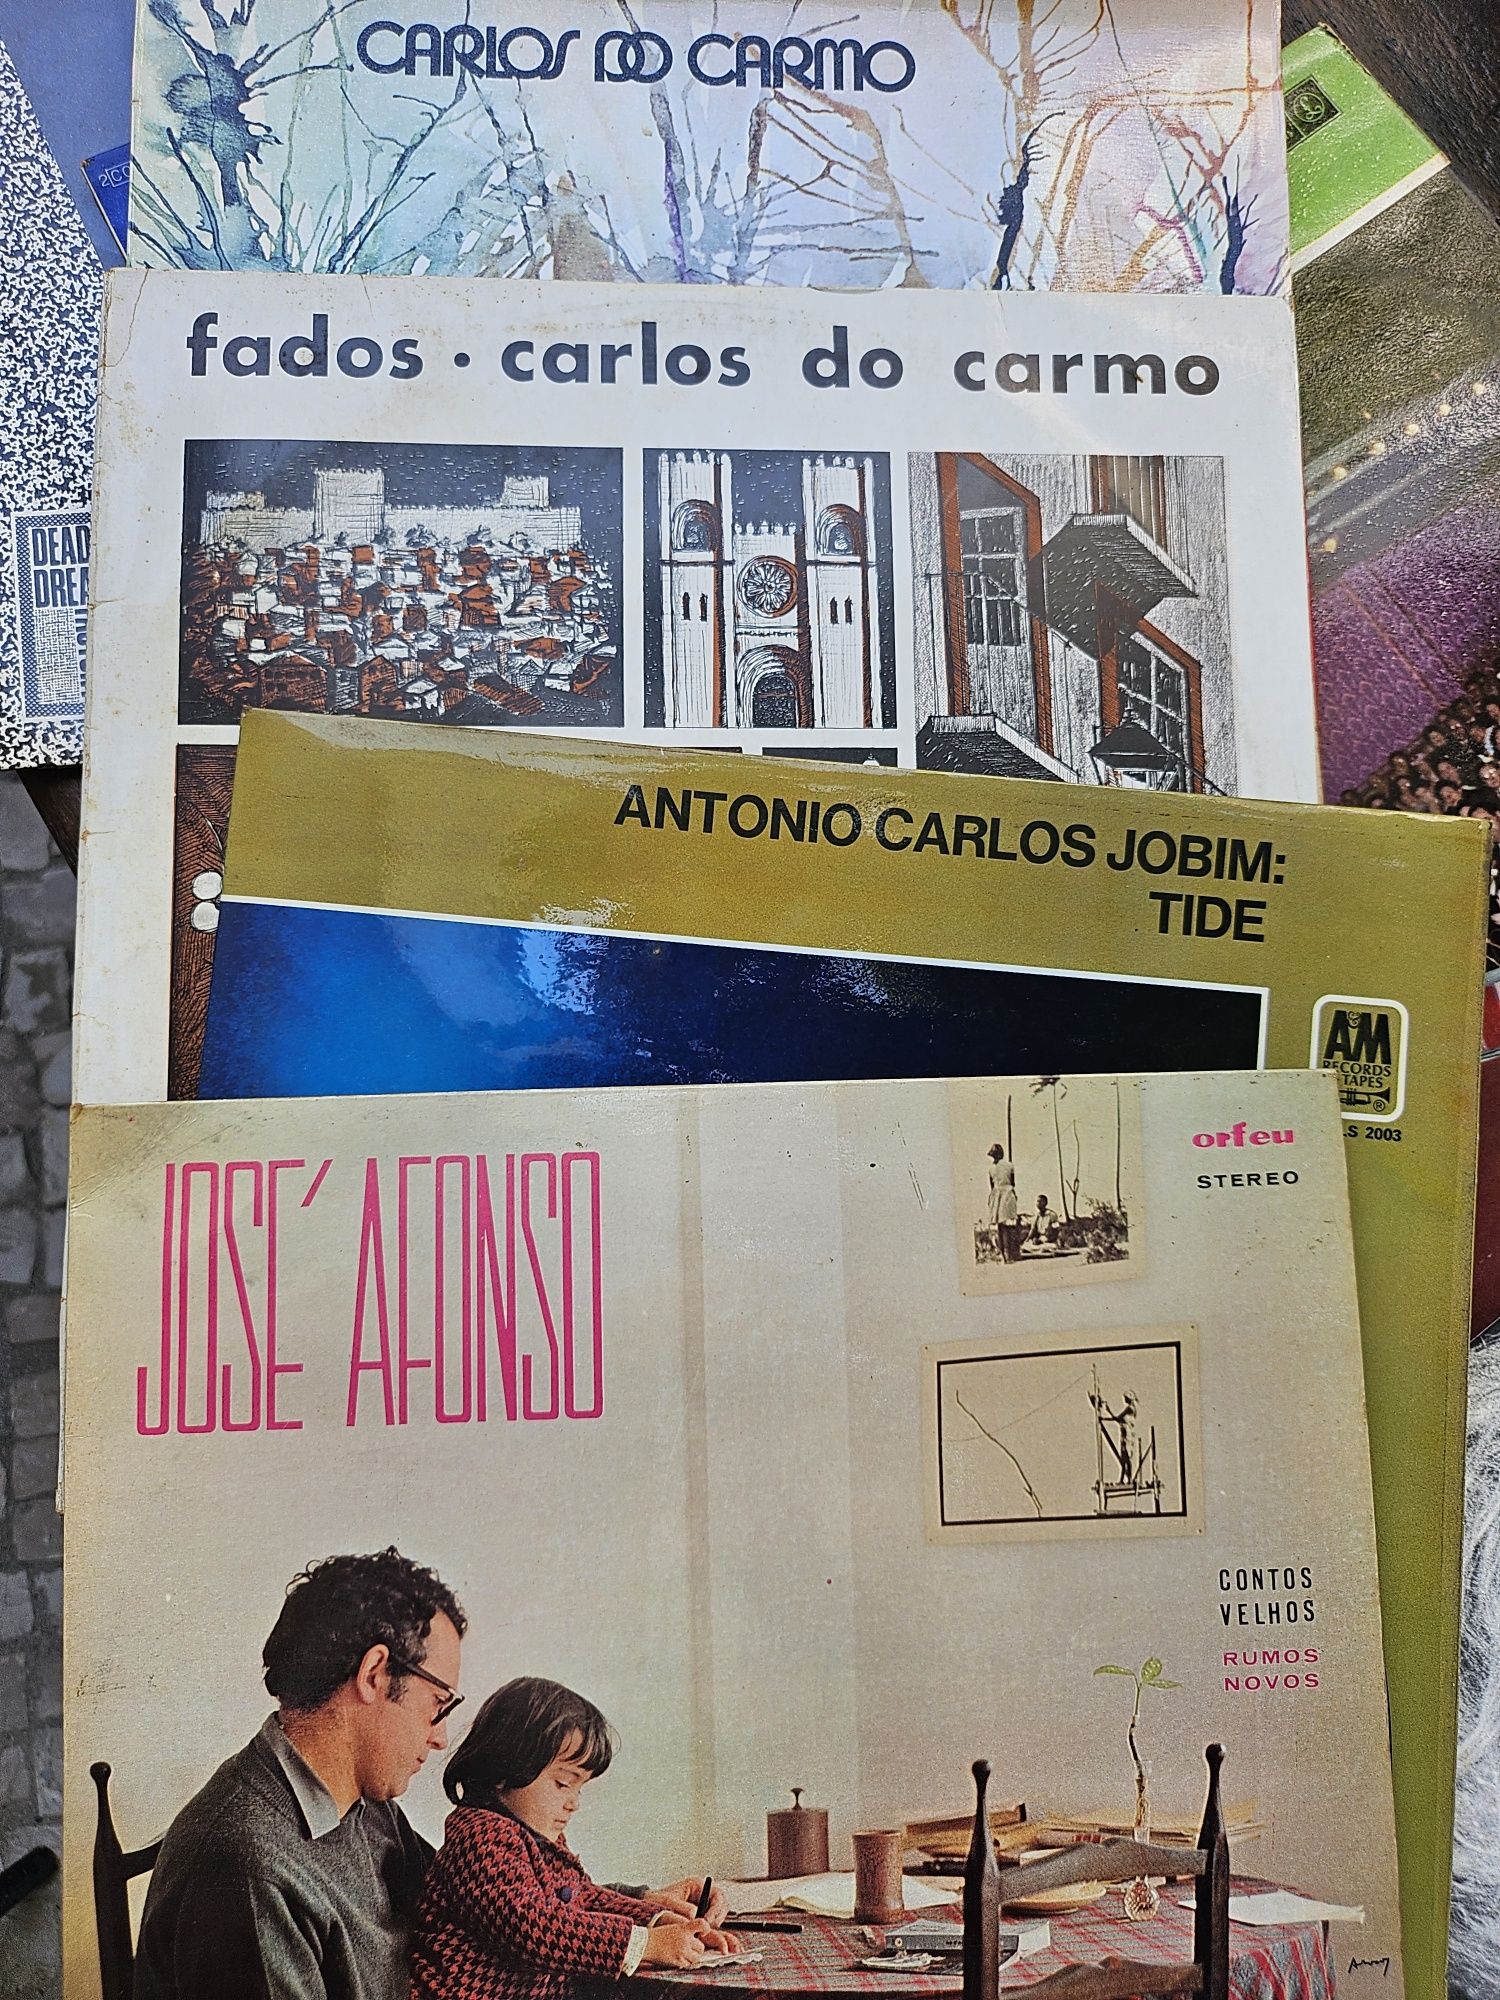 CARLOS DO CARMO
fados · carlos do carmo
DEAD
ANTONIO CARLOS JOBIM:
TIDE
A&M
RECORDS
TAPES
®
LS 2003
JOSÉ AFONSO
orfeu
STEREO
CONTOS
VELHOS
RUMOS
NOVOS